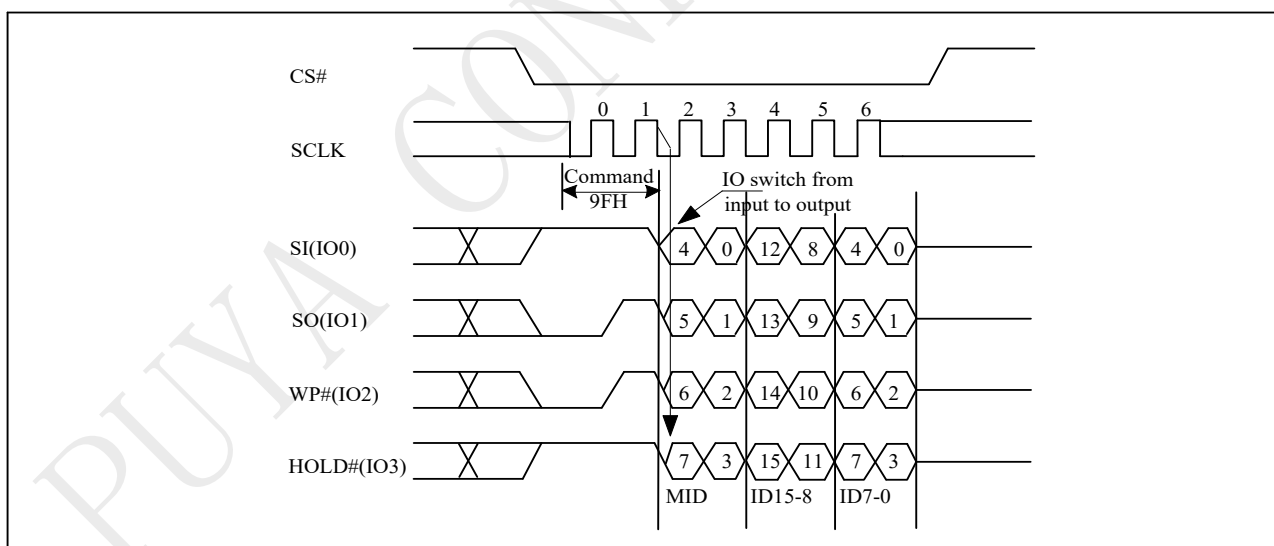 PUYA CON
CS#
0 1 2 3 4 5 6
SCLK
Command
9FH
IO switch from
input to output
SI(IO0)
4 0 12 8 4 0
SO(IO1)
5 1 13 9 5 1
WP#(IO2)
6 2 14 10 6 2
HOLD#(IO3)
7 3 15 11 7 3
MID ID15-8 ID7-0